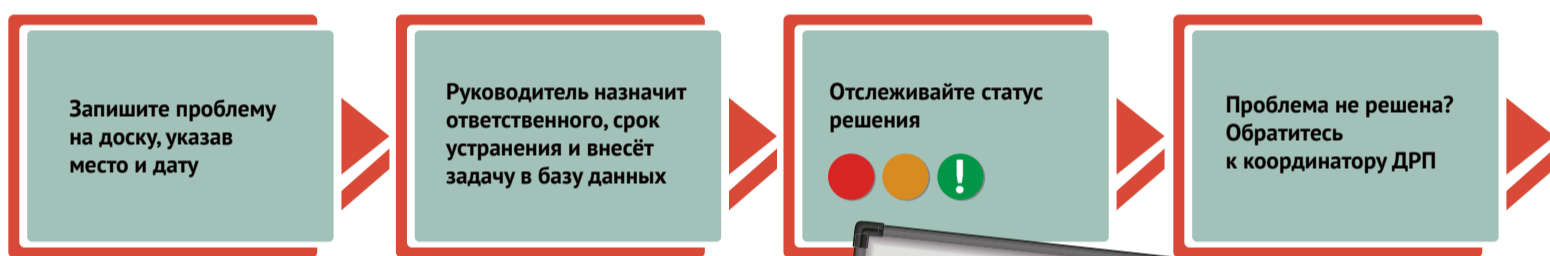 Запишите проблему
на доску, указав
место и дату
Руководитель назначит
ответственного, срок
устранения и внесёт
задачу в базу данных
Отслеживайте статус
решения
!
Проблема не решена?
Обратитесь
к координатору ДРП